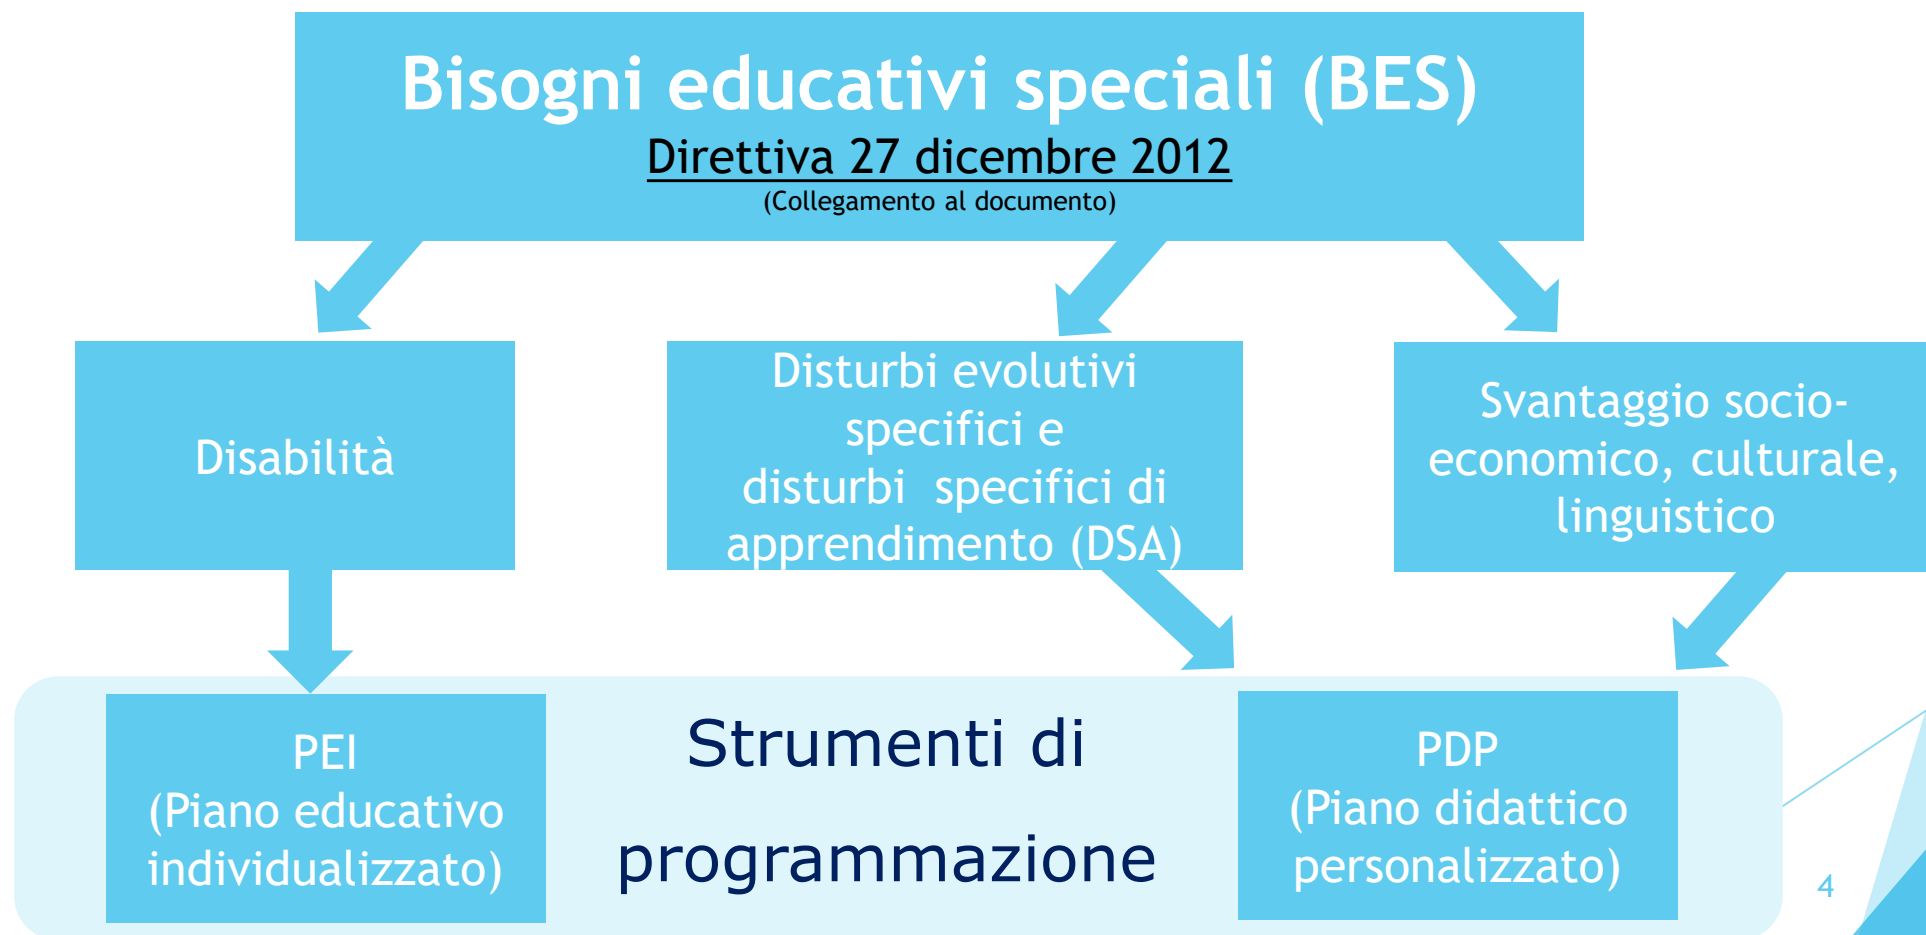 Bisogni educativi speciali (BES)
Direttiva 27 dicembre 2012
(Collegamento al documento)
Disabilità
Disturbi evolutivi
specifici e
disturbi  specifici di
apprendimento (DSA)
Svantaggio socio-
economico, culturale,
linguistico
PEI
(Piano educativo
individualizzato)
Strumenti di
programmazione
PDP
(Piano didattico
personalizzato)
4